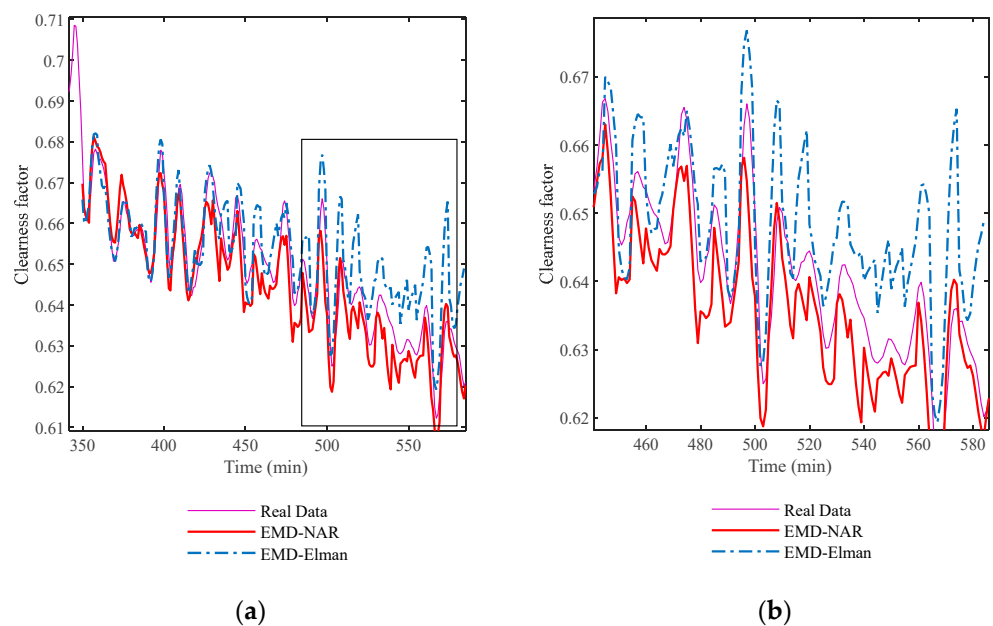 0.71
0.7
0.69
0.68
0.67
0.66
0.65
0.64
0.63
0.62
0.61
Clearness factor
350 400 450 500 550
Time (min)
Real Data
EMD-NAR
EMD-Elman
(a)
0.67
0.66
0.65
0.64
0.63
0.62
Clearness factor
460 480 500 520 540 560 580
Time (min)
Real Data
EMD-NAR
EMD-Elman
(b)